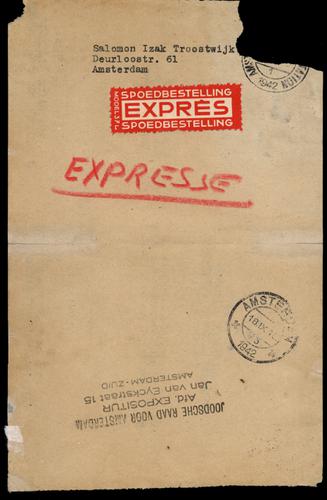 Salomon Izak Troostwijk
Deurloostr. 61
Amsterdam
1942
SPOEDBESTELLING
EXPRES
SPOEDBESTELLING
EXPRESSE
AMSTERDAM
1942
JOODSCHE RAAD VOOR AMSTERDAM
Afd. EXPOSITUR
Jan van Eyckstraat 15
AMSTERDAM-ZUID